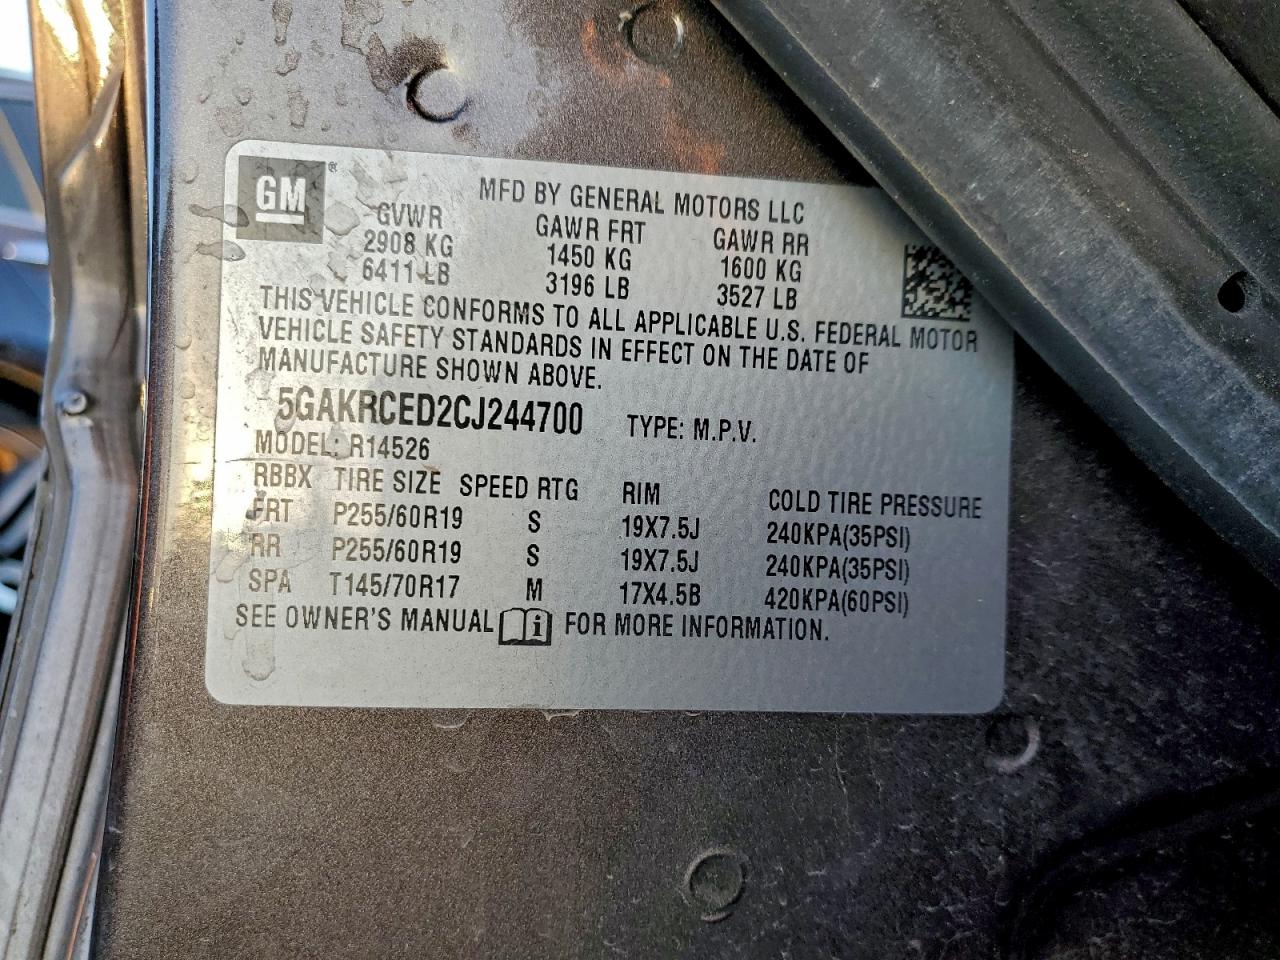 GM ® MFD BY GENERAL MOTORS LLC
GVWR GAWR FRT GAWR RR
2908 KG 1450 KG 1600 KG
6411 LB 3196 LB 3527 LB
THIS VEHICLE CONFORMS TO ALL APPLICABLE U.S. FEDERAL MOTOR
VEHICLE SAFETY STANDARDS IN EFFECT ON THE DATE OF
MANUFACTURE SHOWN ABOVE.
5GAKRCED2CJ244700 TYPE: M.P.V.
MODEL: R14526
RBBX TIRE SIZE SPEED RTG RIM COLD TIRE PRESSURE
FRT P255/60R19 S 19X7.5J 240KPA(35PSI)
RR P255/60R19 S 19X7.5J 240KPA(35PSI)
SPA T145/70R17 M 17X4.5B 420KPA(60PSI)
SEE OWNER'S MANUAL i FOR MORE INFORMATION.